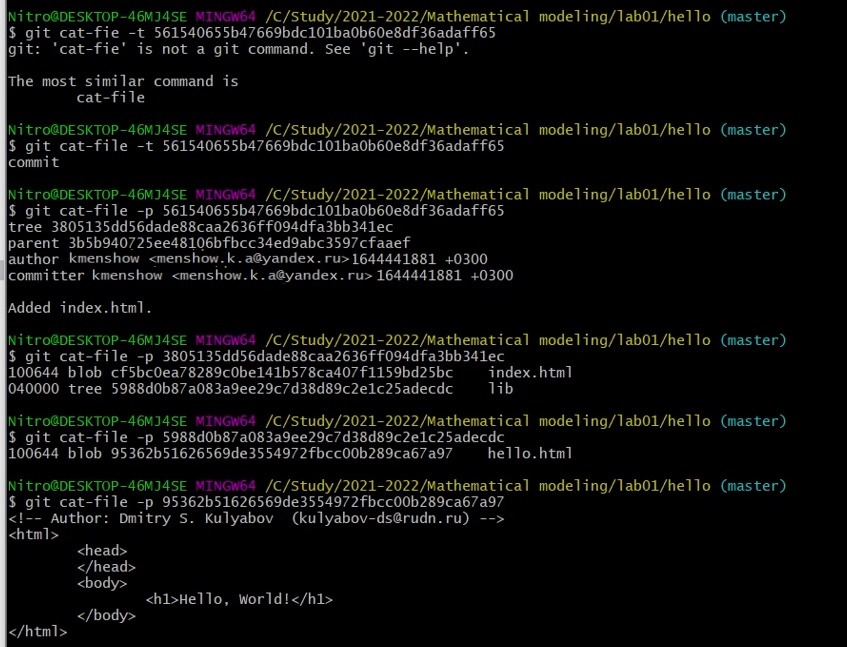 Nitro@DESKTOP-46MJ4SE MINGW64 /C/Study/2021-2022/Mathematical modeling/lab01/hello (master)
$ git cat-fie -t 561540655b47669bdc101ba0b60e8df36adaff65
git: 'cat-fie' is not a git command. See 'git --help'.
The most similar command is
cat-file
Nitro@DESKTOP-46MJ4SE MINGW64 /C/Study/2021-2022/Mathematical modeling/lab01/hello (master)
$ git cat-file -t 561540655b47669bdc101ba0b60e8df36adaff65
commit
Nitro@DESKTOP-46MJ4SE MINGW64 /C/Study/2021-2022/Mathematical modeling/lab01/hello (master)
$ git cat-file -p 561540655b47669bdc101ba0b60e8df36adaff65
tree 3805135dd56dade88caa2636ff094dfa3bb341ec
parent 3b5b940725ee48106bfbcc34ed9abc3597cfaaef
author kmenshow <menshow.k.a@yandex.ru> 1644441881 +0300
committer kmenshow <menshow.k.a@yandex.ru> 1644441881 +0300
Added index.html.
Nitro@DESKTOP-46MJ4SE MINGW64 /C/Study/2021-2022/Mathematical modeling/lab01/hello (master)
$ git cat-file -p 3805135dd56dade88caa2636ff094dfa3bb341ec
100644 blob cf5bc0ea78289c0be141b578ca407f1159bd25bc index.html
040000 tree 5988d0b87a083a9ee29c7d38d89c2e1c25adecdc lib
Nitro@DESKTOP-46MJ4SE MINGW64 /C/Study/2021-2022/Mathematical modeling/lab01/hello (master)
$ git cat-file -p 5988d0b87a083a9ee29c7d38d89c2e1c25adecdc
100644 blob 95362b51626569de3554972fbcc00b289ca67a97 hello.html
Nitro@DESKTOP-46MJ4SE MINGW64 /C/Study/2021-2022/Mathematical modeling/lab01/hello (master)
$ git cat-file -p 95362b51626569de3554972fbcc00b289ca67a97
<!-- Author: Dmitry S. Kulyabov (kulyabov-ds@rudn.ru) -->
<html>
<head>
</head>
<body>
<h1>Hello, World!</h1>
</body>
</html>